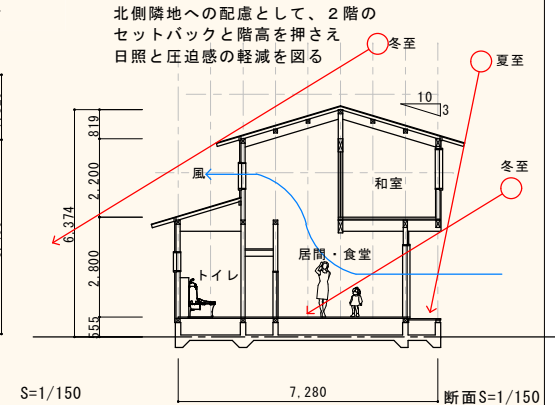 北側隣地への配慮として、２階の
セットバックと階高を押さえ
日照と圧迫感の軽減を図る
冬至
夏至
10
3
819
風
2,200
和室
冬至
6,374
居間・食堂
2,800
トイレ
555
S=1/150
7,280
断面S=1/150